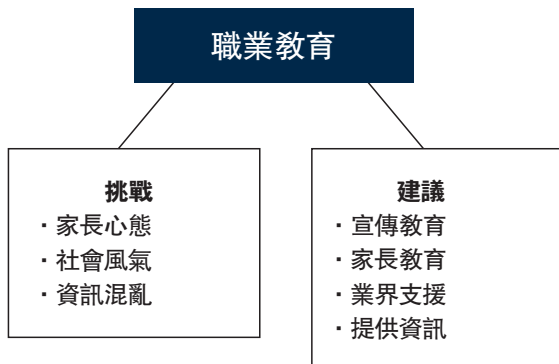 職業教育
挑戰
・家長心態
・社會風氣
・資訊混亂
建議
・宣傳教育
・家長教育
・業界支援
・提供資訊